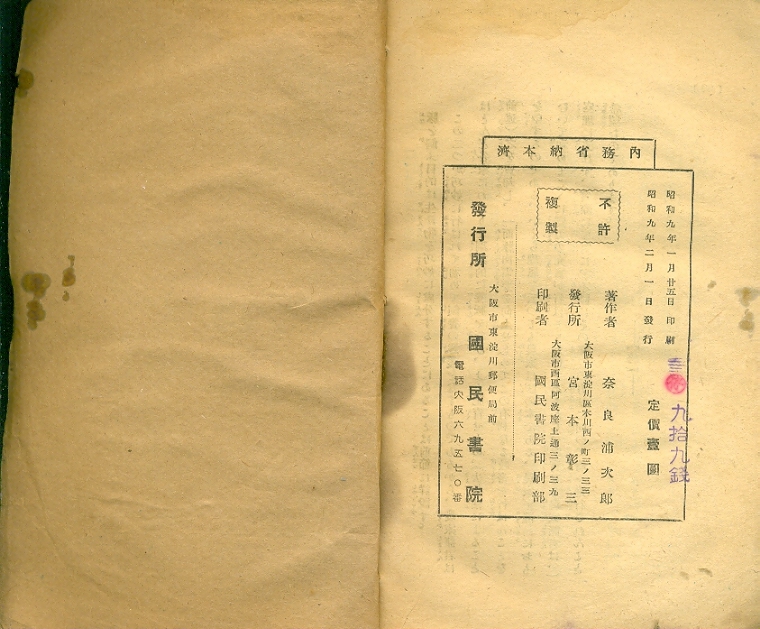 內務省納本濟
昭和九年一月廿五日印刷
昭和九年二月一日發行
定價壹圓
九拾九錢
不許
複製
著作者 奈良浦次郎
大阪市東淀川區木川西ノ町三ノ三三
發行所 宮本彰三
大阪市西區阿波座上通三ノ三九
印刷者 國民書院印刷部
大阪市東淀川郵便局前
發行所 國民書院
電話大阪六九五七〇番